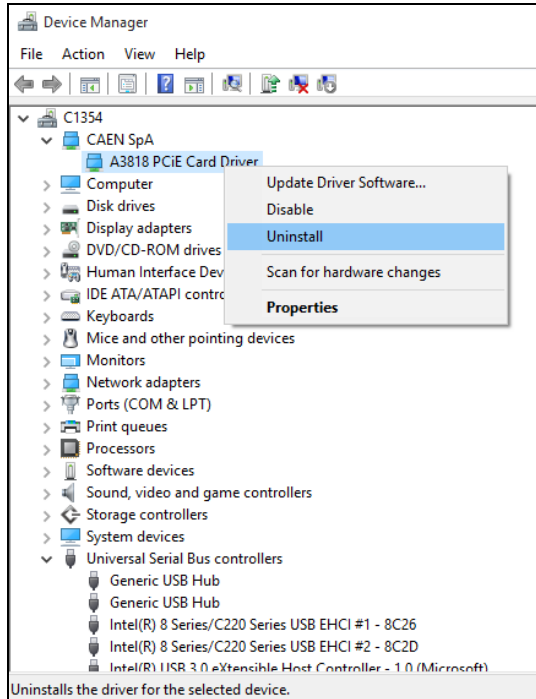 Device Manager
File Action View Help
C1354
CAEN SpA
A3818 PCiE Card Driver
Computer
Disk drives
Display adapters
DVD/CD-ROM drives
Human Interface Dev
IDE ATA/ATAPI contro
Keyboards
Mice and other pointing devices
Monitors
Network adapters
Ports (COM & LPT)
Print queues
Processors
Software devices
Sound, video and game controllers
Storage controllers
System devices
Universal Serial Bus controllers
Generic USB Hub
Generic USB Hub
Intel(R) 8 Series/C220 Series USB EHCI #1 - 8C26
Intel(R) 8 Series/C220 Series USB EHCI #2 - 8C2D
Intel(R) USB 3.0 eXtensible Host Controller - 1.0 (Microsoft)
Update Driver Software...
Disable
Uninstall
Scan for hardware changes
Properties
Uninstalls the driver for the selected device.